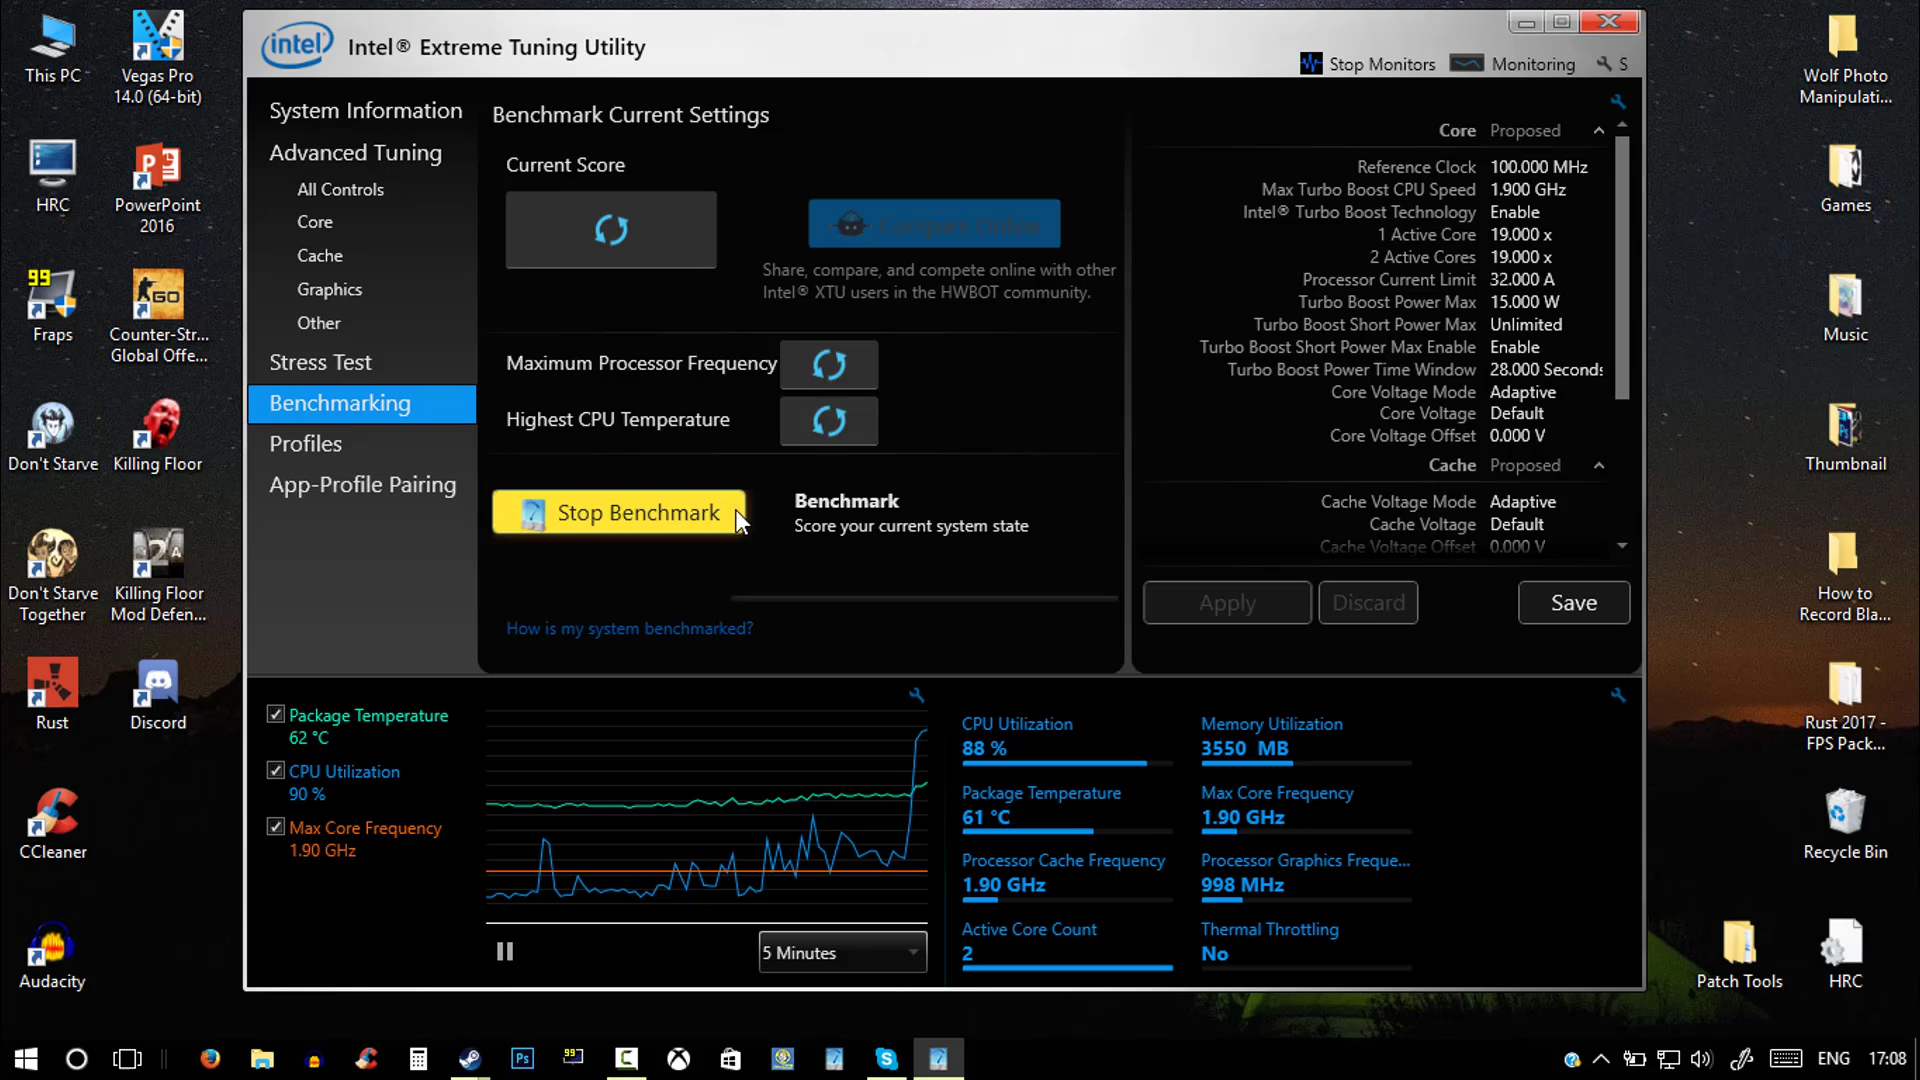 This PC
Vegas Pro
14.0 (64-bit)
HRC
PowerPoint
2016
99
Fraps
GO
Counter-Str...
Global Offe...
Don't Starve
Killing Floor
Don't Starve
Together
Killing Floor
Mod Defen...
Rust
Discord
CCleaner
Audacity
intel
Intel® Extreme Tuning Utility
Stop Monitors
Monitoring
S
System Information
Advanced Tuning
All Controls
Core
Cache
Graphics
Other
Stress Test
Benchmarking
Profiles
App-Profile Pairing
Benchmark Current Settings
Current Score
Compare Online
Share, compare, and compete online with other
Intel® XTU users in the HWBOT community.
Maximum Processor Frequency
Highest CPU Temperature
Stop Benchmark
Benchmark
Score your current system state
How is my system benchmarked?
Core Proposed
Reference Clock 100.000 MHz
Max Turbo Boost CPU Speed 1.900 GHz
Intel® Turbo Boost Technology Enable
1 Active Core 19.000 x
2 Active Cores 19.000 x
Processor Current Limit 32.000 A
Turbo Boost Power Max 15.000 W
Turbo Boost Short Power Max Unlimited
Turbo Boost Short Power Max Enable Enable
Turbo Boost Power Time Window 28.000 Seconds
Core Voltage Mode Adaptive
Core Voltage Default
Core Voltage Offset 0.000 V
Cache Proposed
Cache Voltage Mode Adaptive
Cache Voltage Default
Cache Voltage Offset 0.000 V
Apply
Discard
Save
Package Temperature
62 °C
CPU Utilization
90 %
Max Core Frequency
1.90 GHz
5 Minutes
CPU Utilization
88 %
Memory Utilization
3550 MB
Package Temperature
61 °C
Max Core Frequency
1.90 GHz
Processor Cache Frequency
1.90 GHz
Processor Graphics Freque...
998 MHz
Active Core Count
2
Thermal Throttling
No
Wolf Photo
Manipulati...
Games
Music
Thumbnail
How to
Record Bla...
Rust 2017 -
FPS Pack...
Recycle Bin
Patch Tools
HRC
Ps
99
ENG
17:08